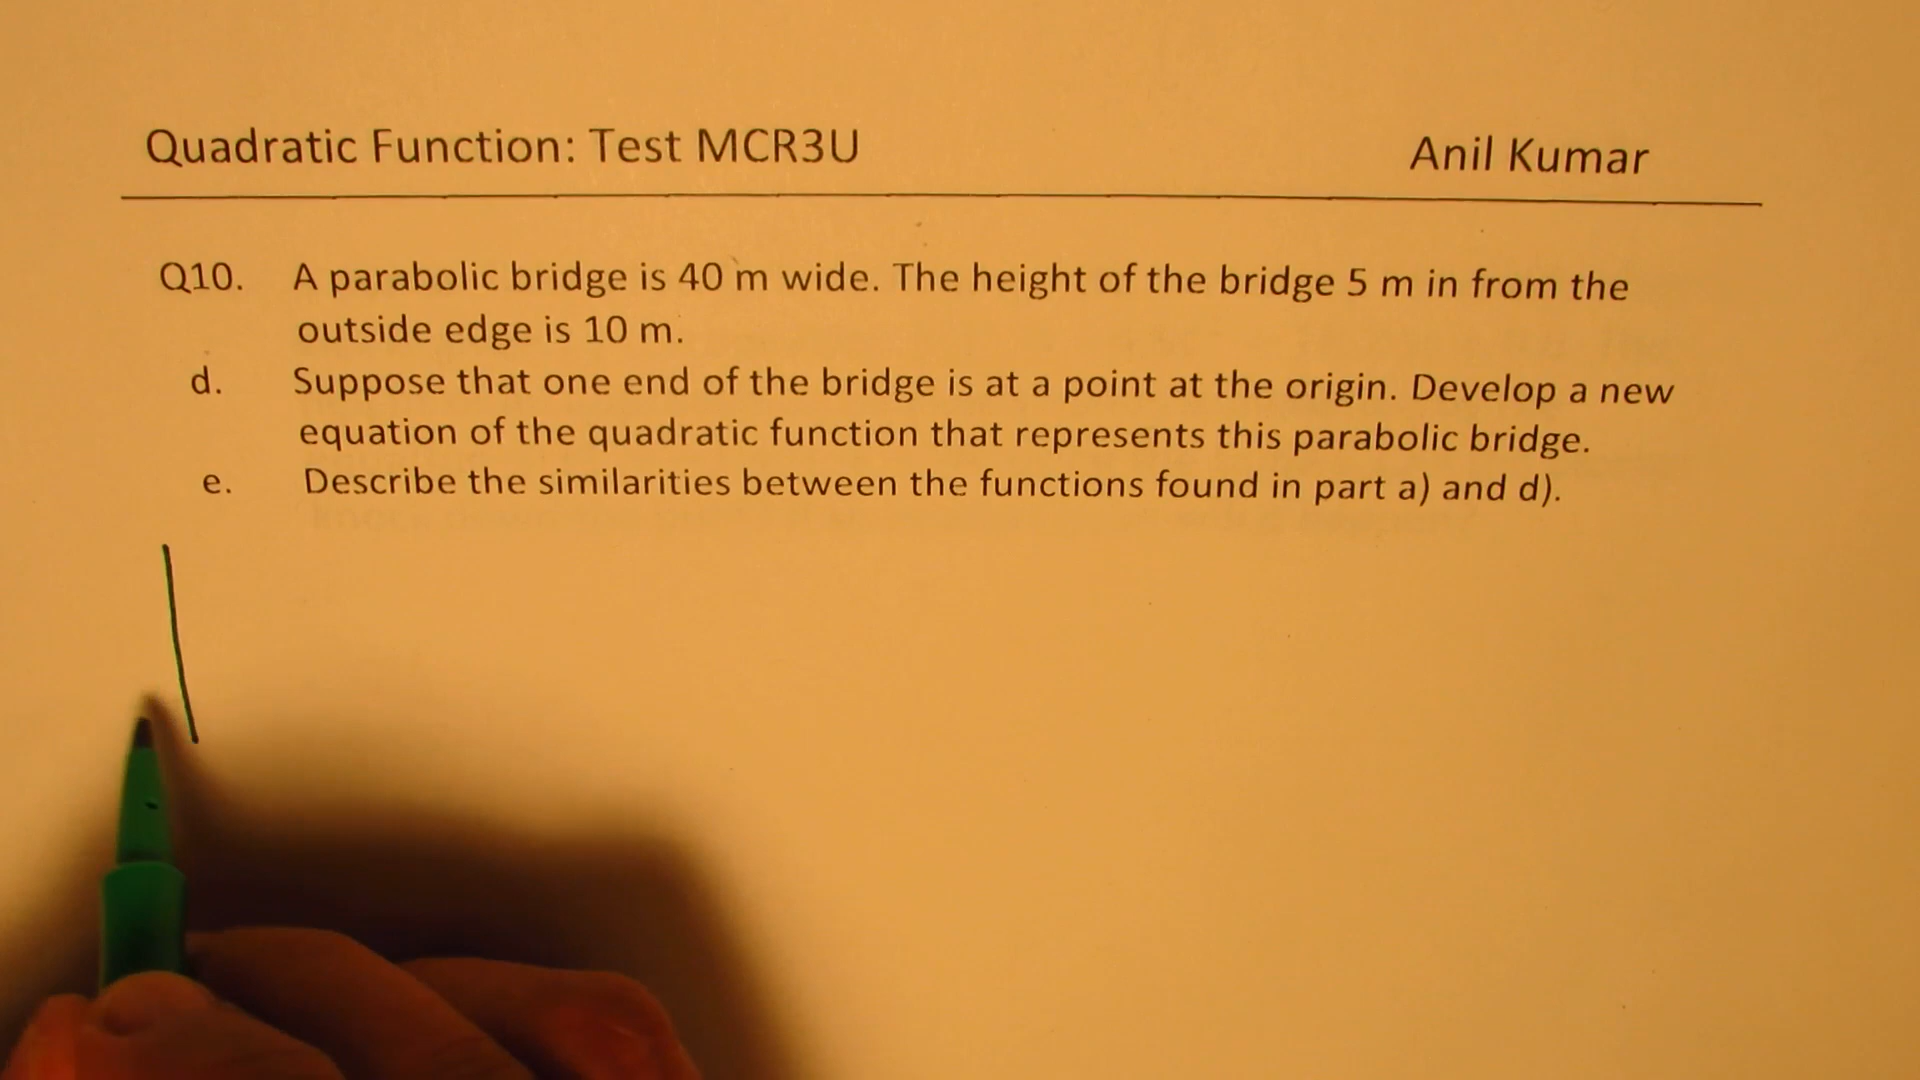 Quadratic Function: Test MCR3U Anil Kumar
Q10. A parabolic bridge is 40 m wide. The height of the bridge 5 m in from the
outside edge is 10 m.
d. Suppose that one end of the bridge is at a point at the origin. Develop a new
equation of the quadratic function that represents this parabolic bridge.
e. Describe the similarities between the functions found in part a) and d).